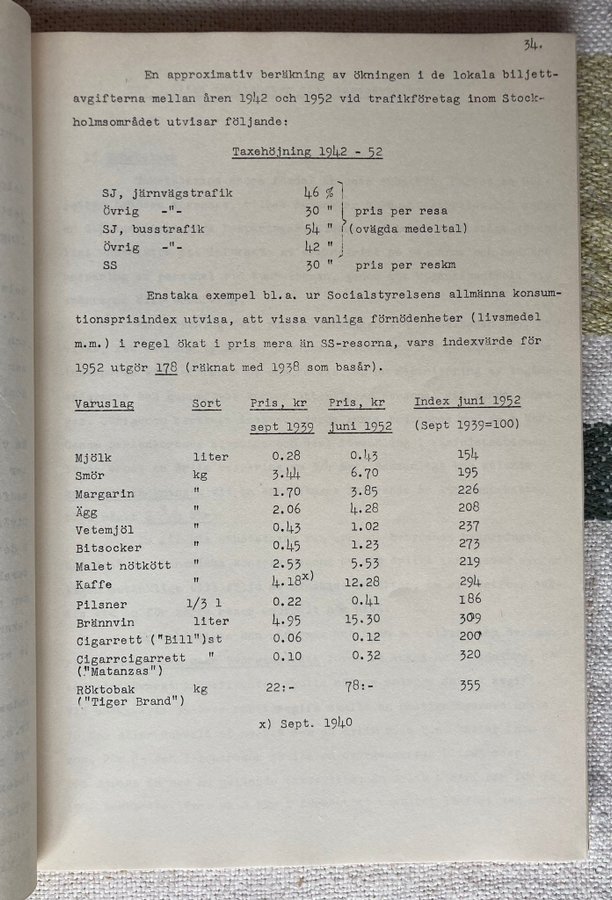 34.
En approximativ beräkning av ökningen i de lokala biljett-
avgifterna mellan åren 1942 och 1952 vid trafikföretag inom Stock-
holmsområdet utvisar följande:
Taxehöjning 1942 - 52
SJ, järnvägstrafik 46 %
Övrig -"- 30 " pris per resa
SJ, busstrafik 54 " (ovägda medeltal)
Övrig -"- 42 "
SS 30 " pris per reskm
Enstaka exempel bl.a. ur Socialstyrelsens allmänna konsum-
tionsprisindex utvisa, att vissa vanliga förnödenheter (livsmedel
m.m.) i regel ökat i pris mera än SS-resorna, vars indexvärde för
1952 utgör 178 (räknat med 1938 som basår).
Varuslag Sort Pris, kr Pris, kr Index juni 1952
sept 1939 juni 1952 (Sept 1939=100)
Mjölk liter 0.28 0.43 154
Smör kg 3.44 6.70 195
Margarin " 1.70 3.85 226
Ägg " 2.06 4.28 208
Vetemjöl " 0.43 1.02 237
Bitsocker " 0.45 1.23 273
Malet nötkött " 2.53 5.53 219
Kaffe " 4.18x) 12.28 294
Pilsner 1/3 l 0.22 0.41 186
Brännvin liter 4.95 15.30 309
Cigarrett ("Bill")st 0.06 0.12 200
Cigarrcigarrett " 0.10 0.32 320
("Matanzas")
Röktobak kg 22:- 78:- 355
("Tiger Brand")
x) Sept. 1940